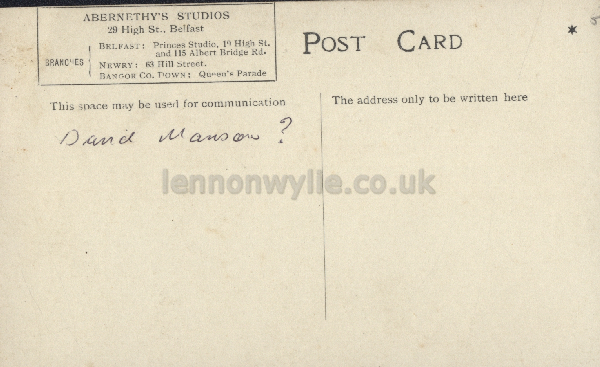 ABERNETHY'S STUDIOS
29 High St., Belfast
BRANCHES
BELFAST: Princes Studio, 19 High St.
and 115 Albert Bridge Rd.
NEWRY: 63 Hill Street.
BANGOR CO. DOWN: Queen's Parade
POST CARD
*
This space may be used for communication
The address only to be written here
David Manson ?
lennonwylie.co.uk